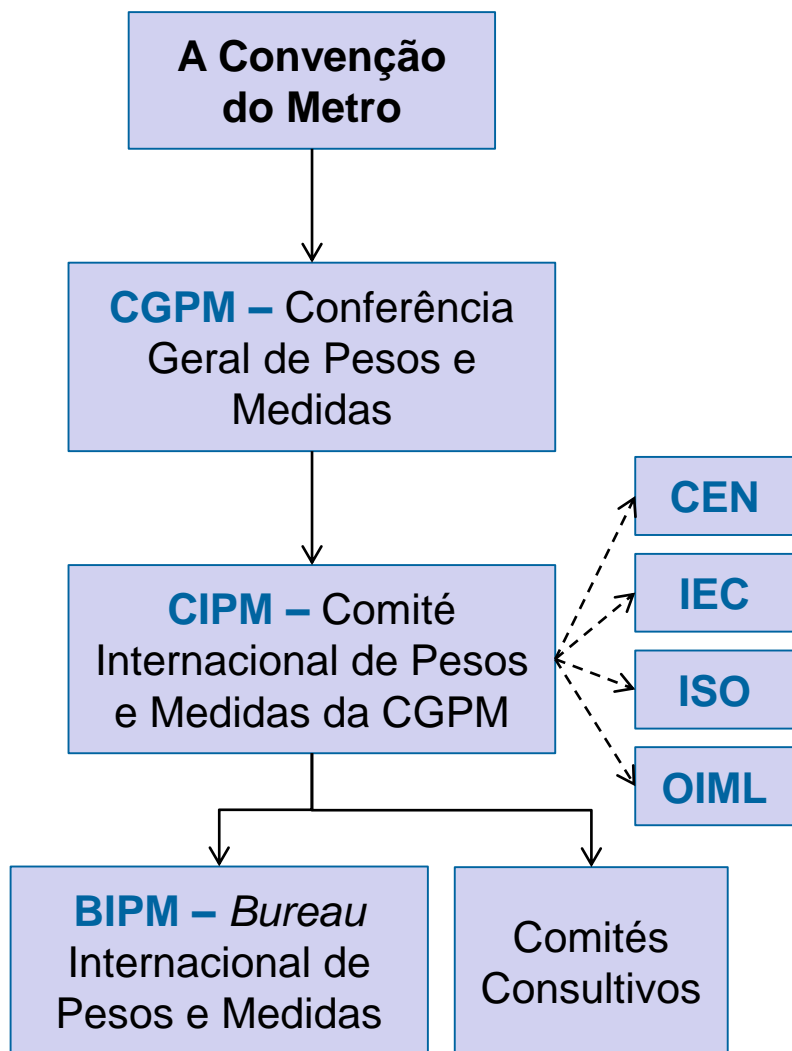 A Convenção
do Metro
CGPM – Conferência
Geral de Pesos e
Medidas
CIPM – Comité
Internacional de Pesos
e Medidas da CGPM
CEN
IEC
ISO
OIML
BIPM – Bureau
Internacional de
Pesos e Medidas
Comités
Consultivos